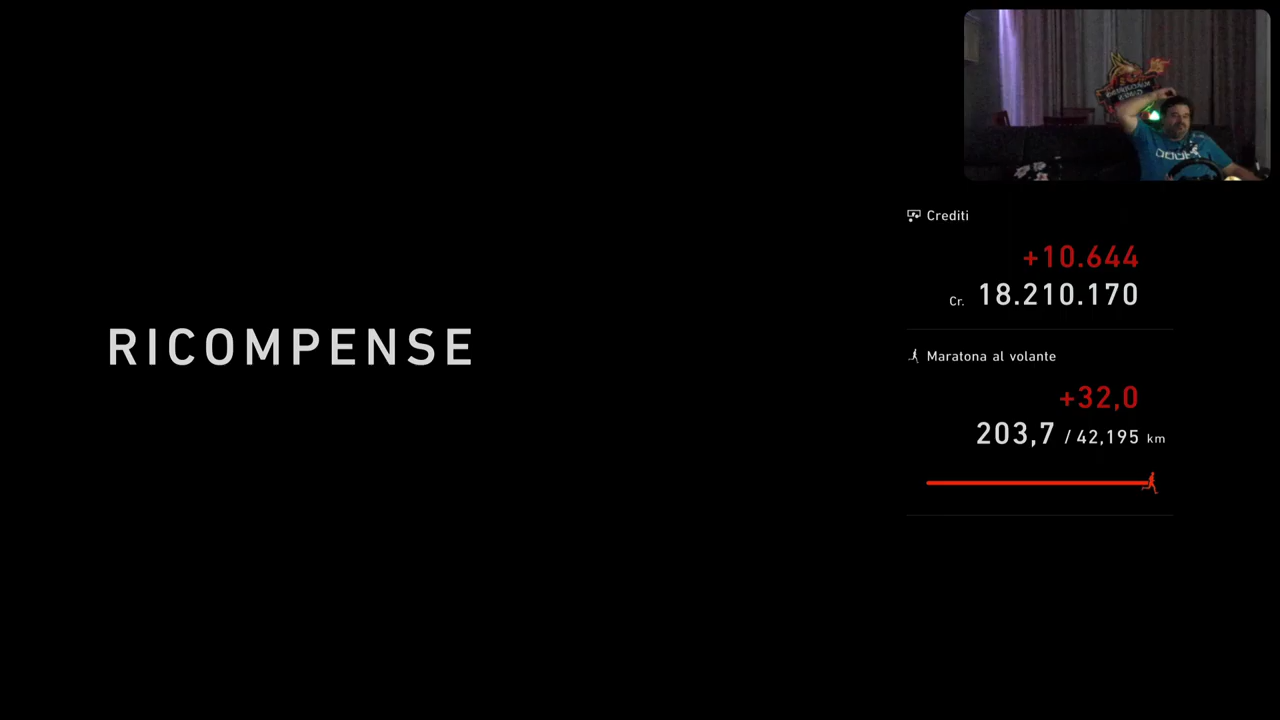 Crediti
+10.644
Cr. 18.210.170
RICOMPENSE
Maratona al volante
+32,0
203,7 / 42,195 km